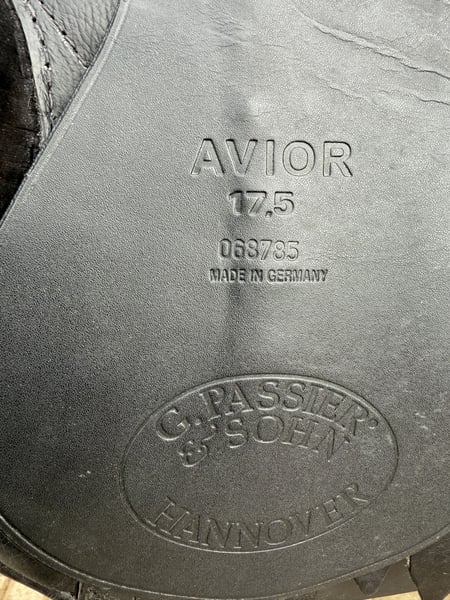 AVIOR
17,5
068785
MADE IN GERMANY
G. PASSIER
& SOHN
HANNOVER